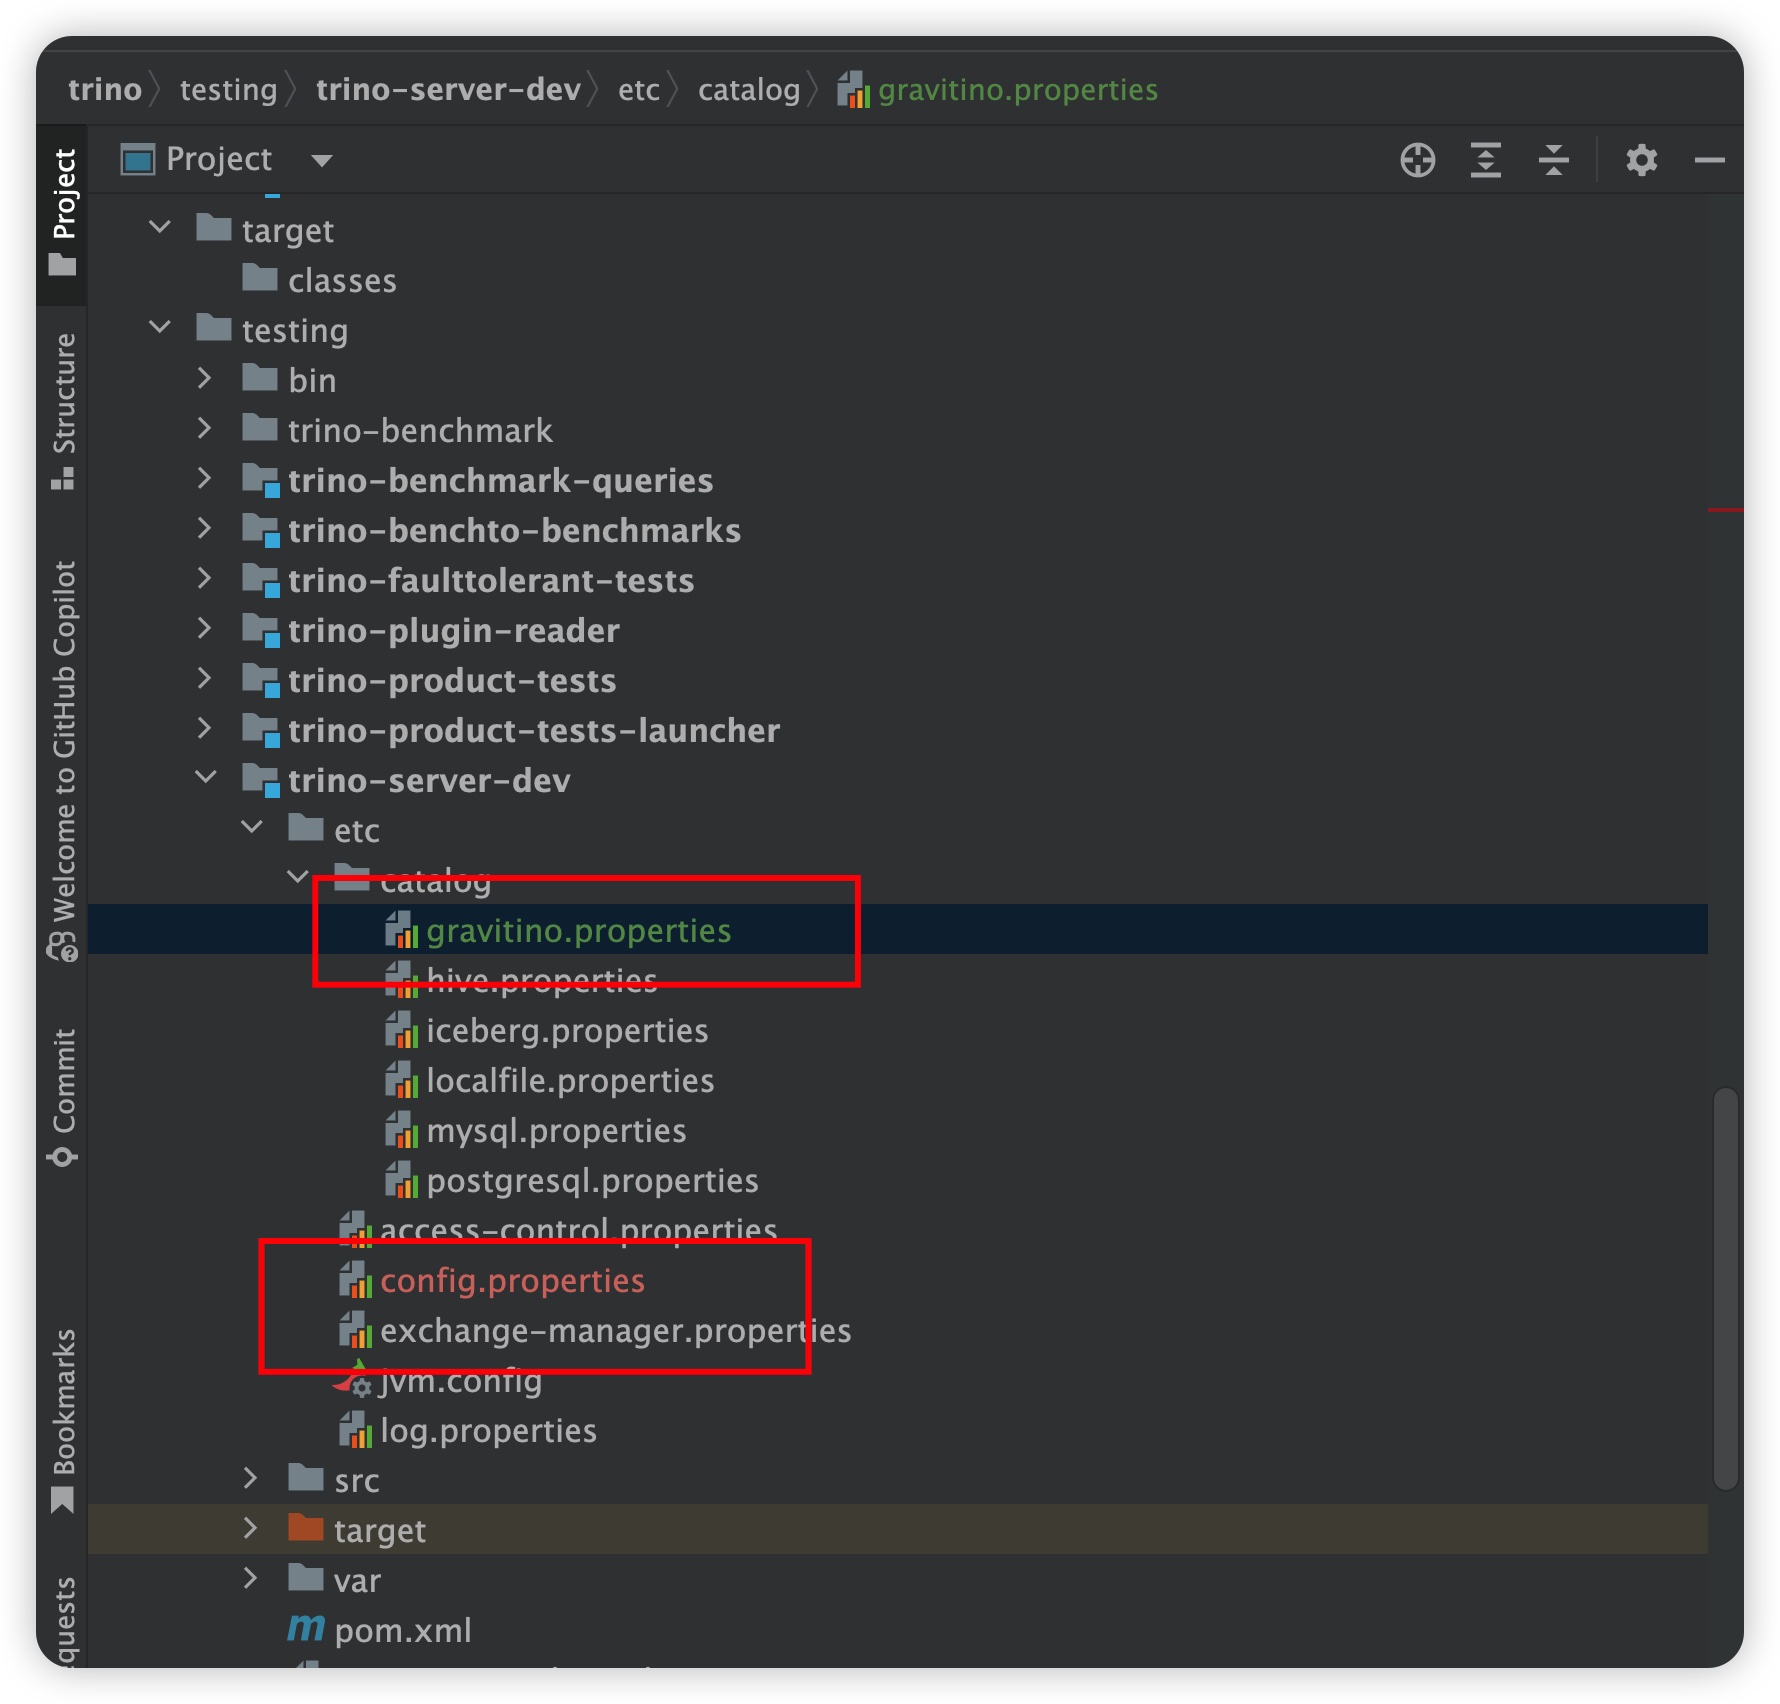 trino testing trino-server-dev etc catalog gravitino.properties
Project
Project
Structure
Welcome to GitHub Copilot
Commit
Bookmarks
target
classes
testing
bin
trino-benchmark
trino-benchmark-queries
trino-benchto-benchmarks
trino-faulttolerant-tests
trino-plugin-reader
trino-product-tests
trino-product-tests-launcher
trino-server-dev
etc
catalog
gravitino.properties
hive.properties
iceberg.properties
localfile.properties
mysql.properties
postgresql.properties
access-control.properties
config.properties
exchange-manager.properties
jvm.config
log.properties
src
target
var
pom.xml